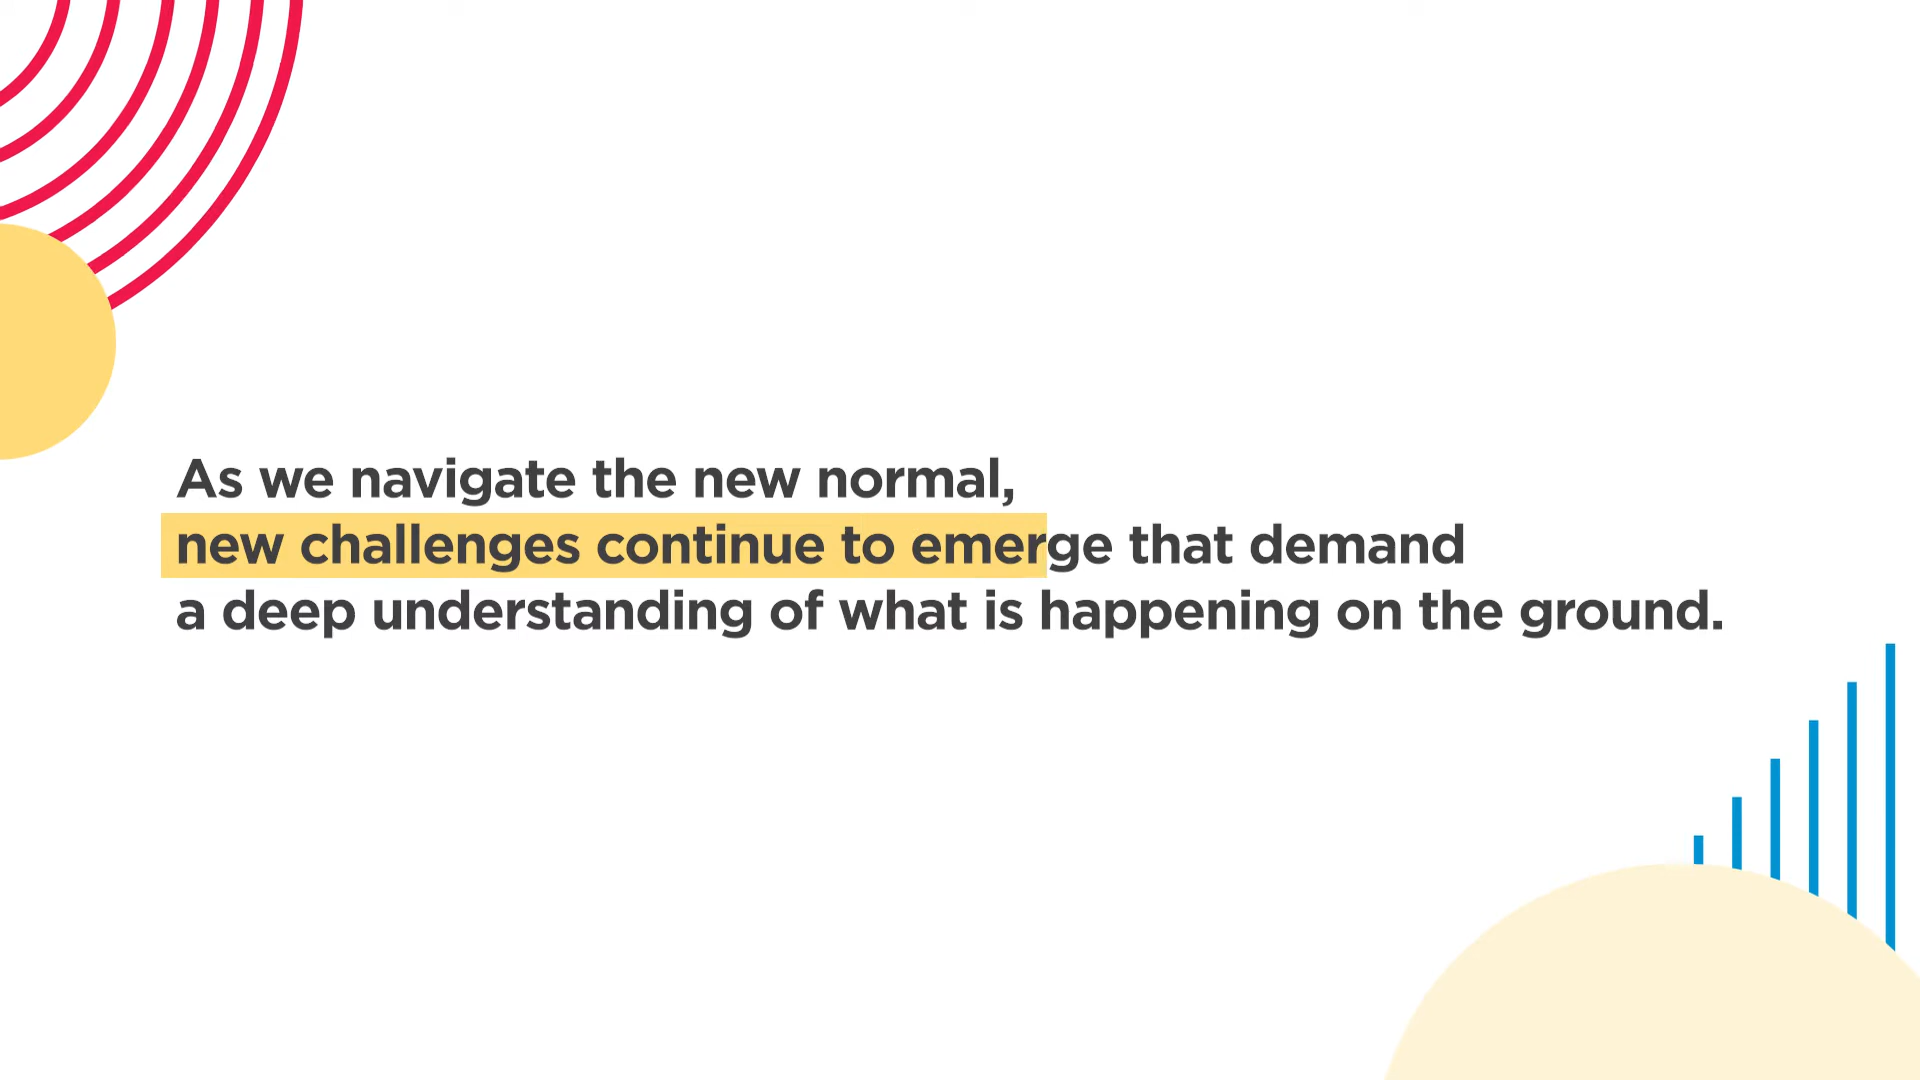 As we navigate the new normal,
new challenges continue to emerge that demand
a deep understanding of what is happening on the ground.